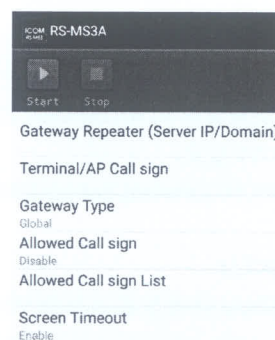 ICOM
RS-MS3
RS-MS3A
Start Stop
Gateway Repeater (Server IP/Domain)
Terminal/AP Call sign
Gateway Type
Global
Allowed Call sign
Disable
Allowed Call sign List
Screen Timeout
Enable